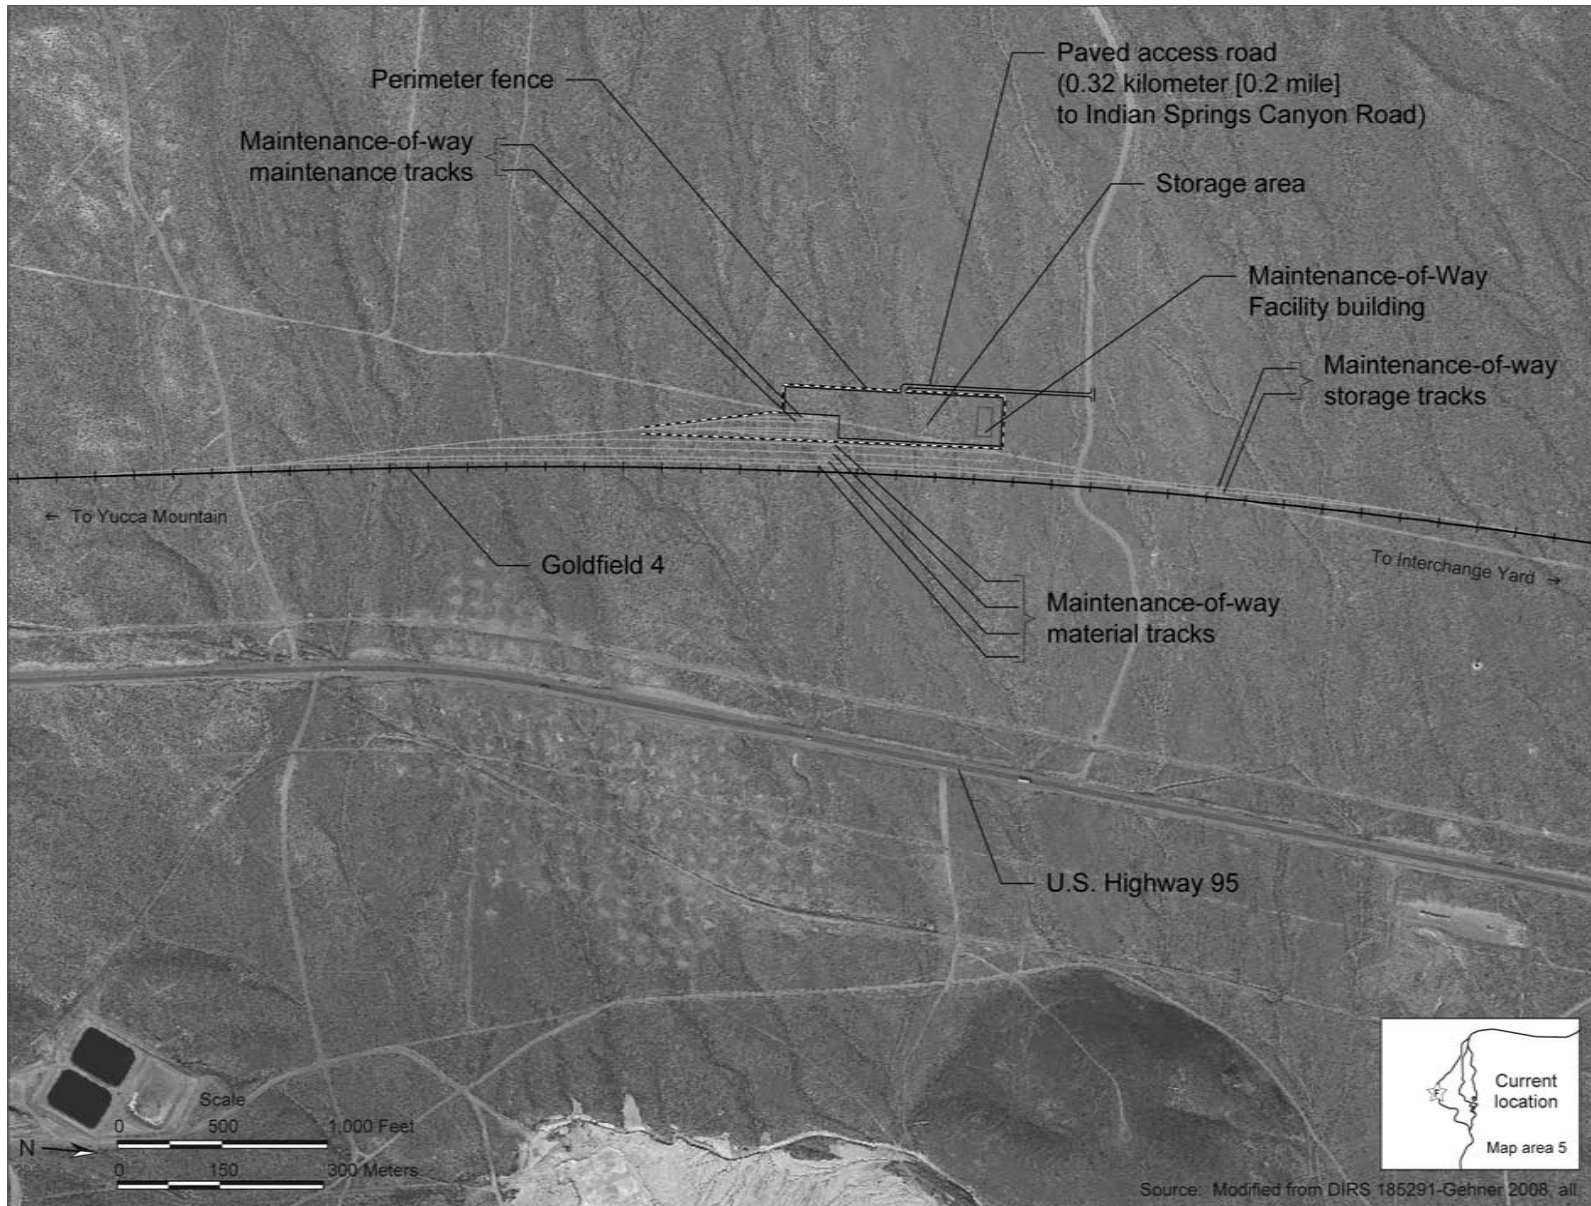 Paved access road
(0.32 kilometer [0.2 mile]
to Indian Springs Canyon Road)
Perimeter fence
Maintenance-of-way
maintenance tracks
Storage area
Maintenance-of-Way
Facility building
Maintenance-of-way
storage tracks
← To Yucca Mountain
Goldfield 4
To Interchange Yard →
Maintenance-of-way
material tracks
U.S. Highway 95
Scale
0 500 1,000 Feet
N
0 150 300 Meters
Current
location
Map area 5
Source: Modified from DIRS 185291-Gehner 2008, all.